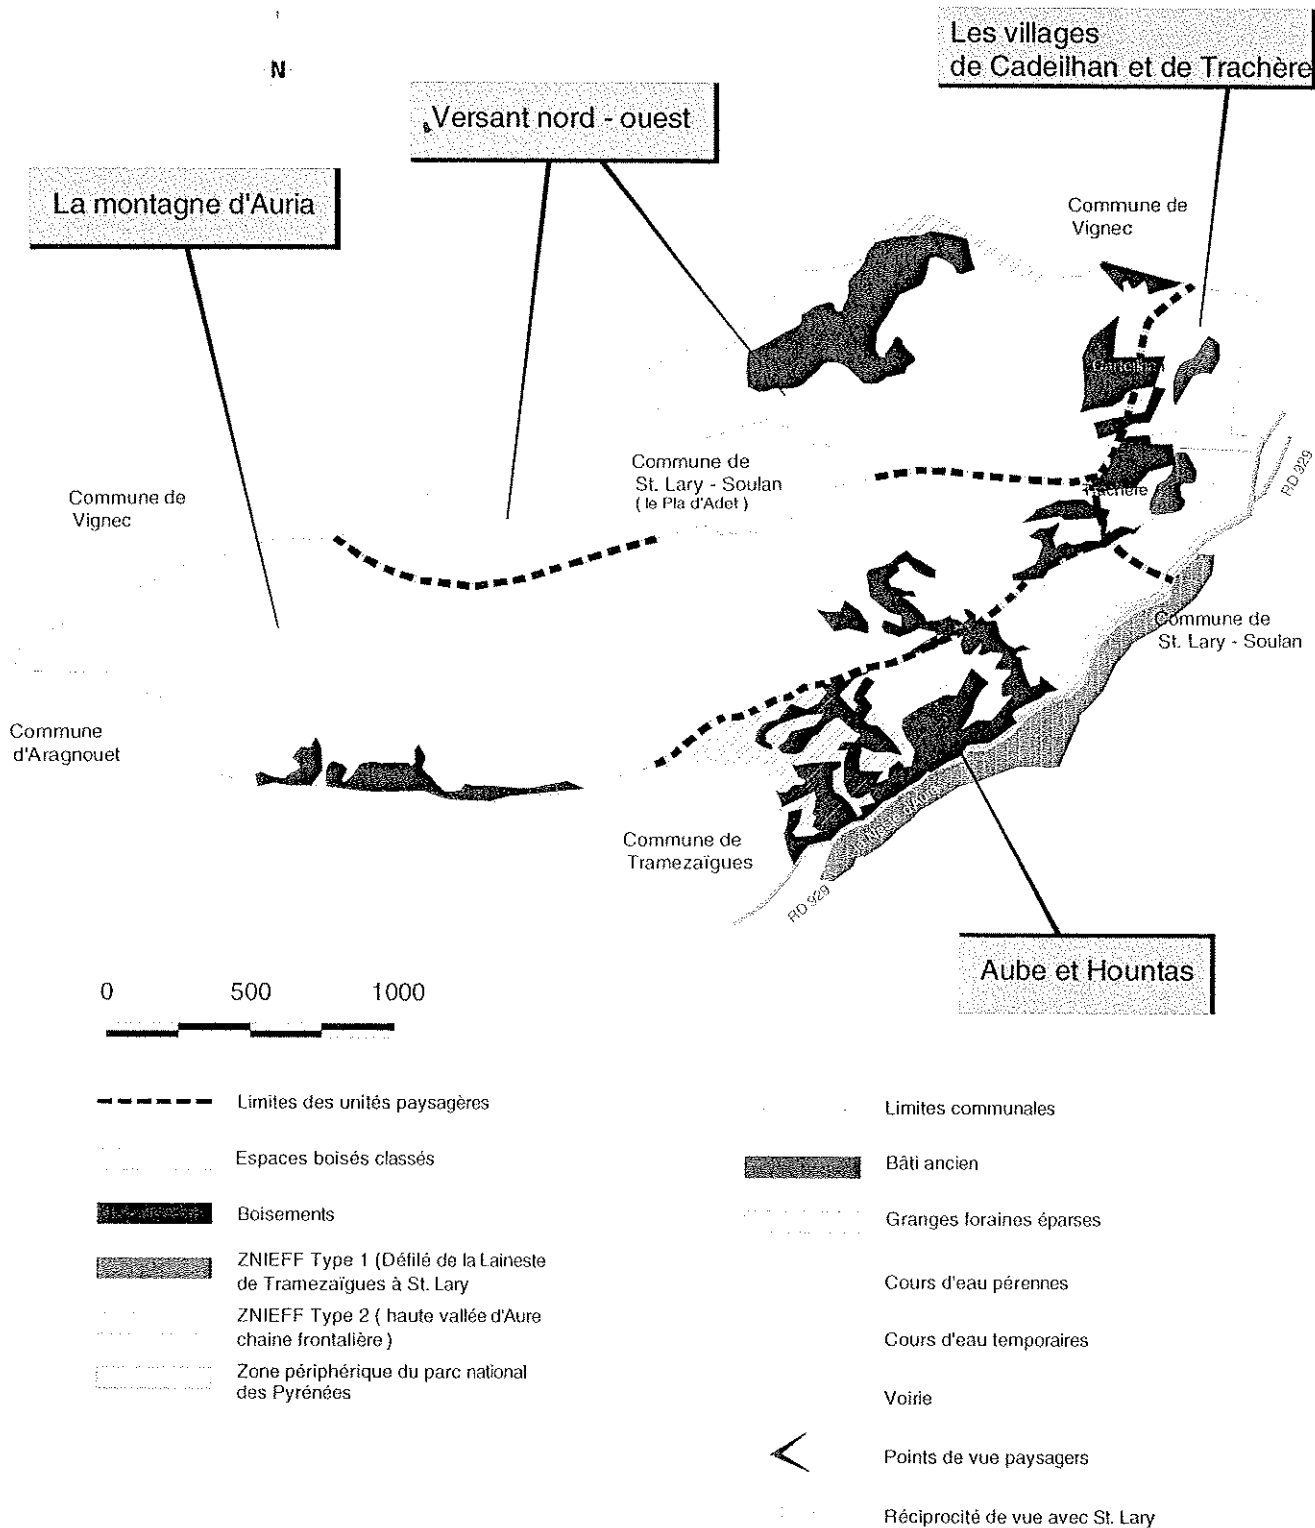 Les villages
de Cadeilhan et de Trachère
N
Versant nord - ouest
La montagne d'Auria
Commune de
Vignec
Cadeilhan
Commune de
St. Lary - Soulan
( le Pla d'Adet )
Trachère
RD 929
Commune de
Vignec
Commune de
St. Lary - Soulan
Commune
d'Aragnouet
Commune de
Tramezaïgues
RD 929
Aube et Hountas
0 500 1000
Limites des unités paysagères
Espaces boisés classés
Boisements
ZNIEFF Type 1 (Défilé de la Laineste
de Tramezaïgues à St. Lary
ZNIEFF Type 2 ( haute vallée d'Aure
chaine frontalière )
Zone périphérique du parc national
des Pyrénées
Limites communales
Bâti ancien
Granges foraines éparses
Cours d'eau pérennes
Cours d'eau temporaires
Voirie
Points de vue paysagers
Réciprocité de vue avec St. Lary